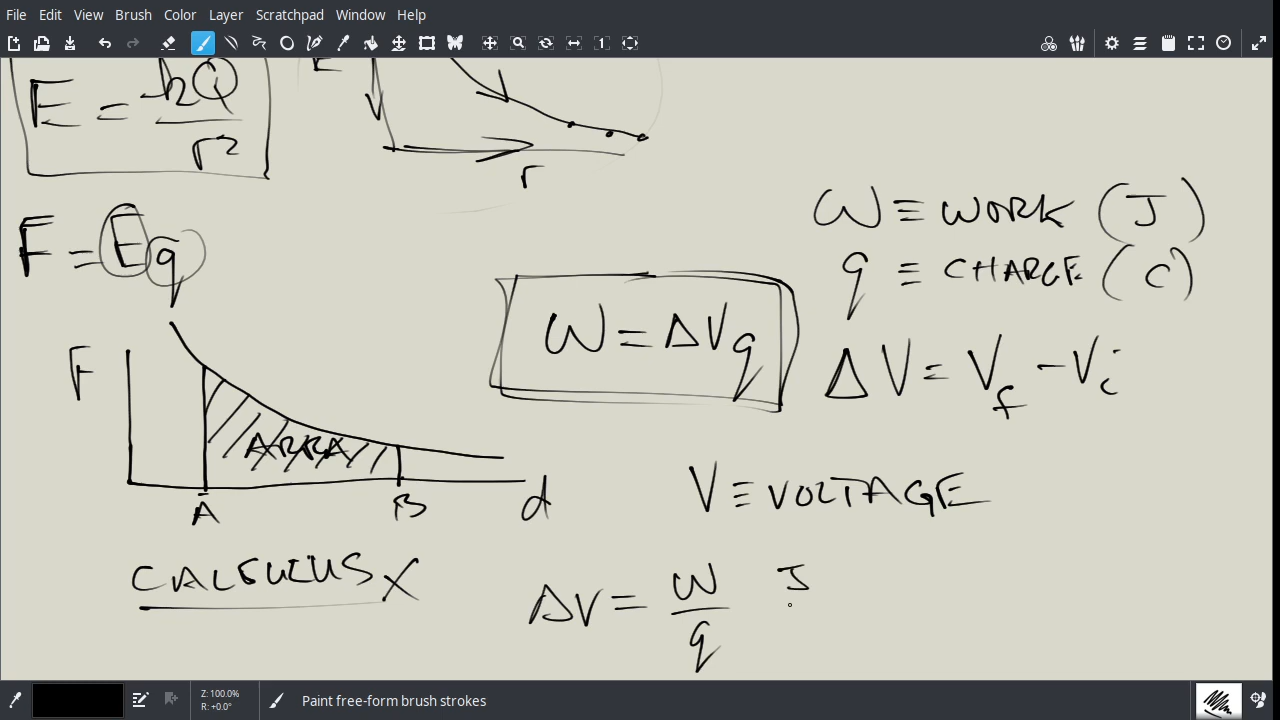 File Edit View Brush Color Layer Scratchpad Window Help
1
E = kQ/r²
r
F = Eq
W ≡ WORK (J)
q ≡ CHARGE (C)
W = ΔVq
ΔV = Vf - Vi
F
AREA
A B d
V ≡ VOLTAGE
CALCULUS X
ΔV = W/q J
Z: 100.0%
R: +0.0°
Paint free-form brush strokes